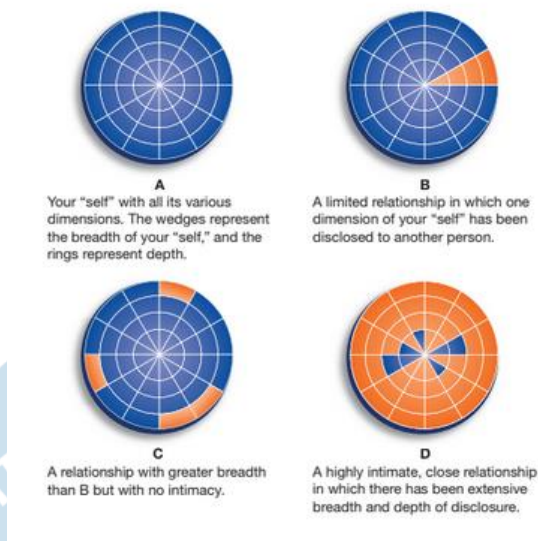 A
Your “self” with all its various
dimensions. The wedges represent
the breadth of your “self,” and the
rings represent depth.
B
A limited relationship in which one
dimension of your “self” has been
disclosed to another person.
C
A relationship with greater breadth
than B but with no intimacy.
D
A highly intimate, close relationship
in which there has been extensive
breadth and depth of disclosure.